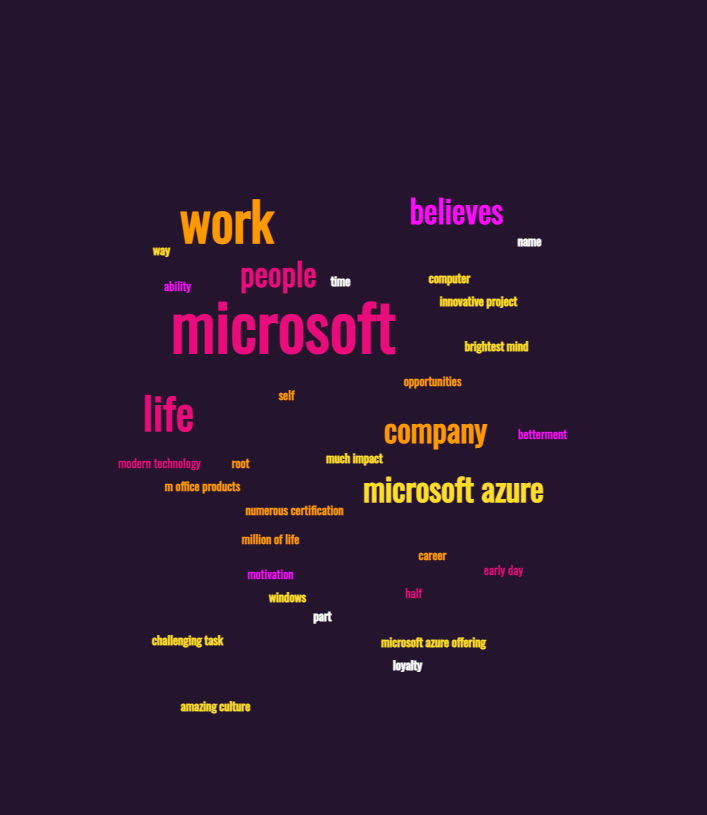 work
believes
name
way
people
time
computer
ability
innovative project
microsoft
brightest mind
opportunities
self
life
company
betterment
much impact
modern technology
root
m office products
microsoft azure
numerous certification
million of life
career
early day
motivation
half
windows
part
challenging task
microsoft azure offering
loyalty
amazing culture